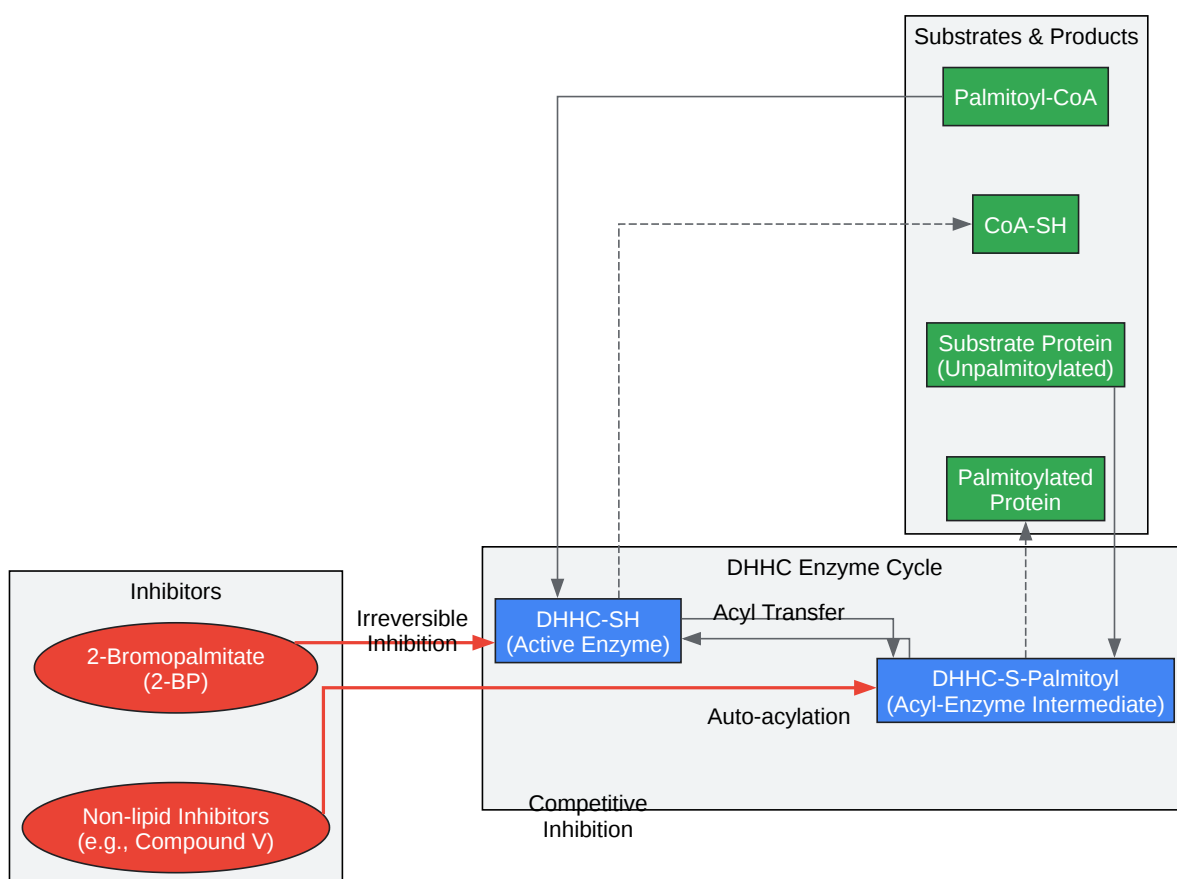 Substrates & Products
Palmitoyl-CoA
CoA-SH
Substrate Protein
(Unpalmitoylated)
Palmitoylated
Protein
DHHC Enzyme Cycle
Inhibitors
DHHC-SH
(Active Enzyme)
Acyl Transfer
Irreversible
Inhibition
2-Bromopalmitate
(2-BP)
DHHC-S-Palmitoyl
(Acyl-Enzyme Intermediate)
Auto-acylation
Competitive
Inhibition
Non-lipid Inhibitors
(e.g., Compound V)